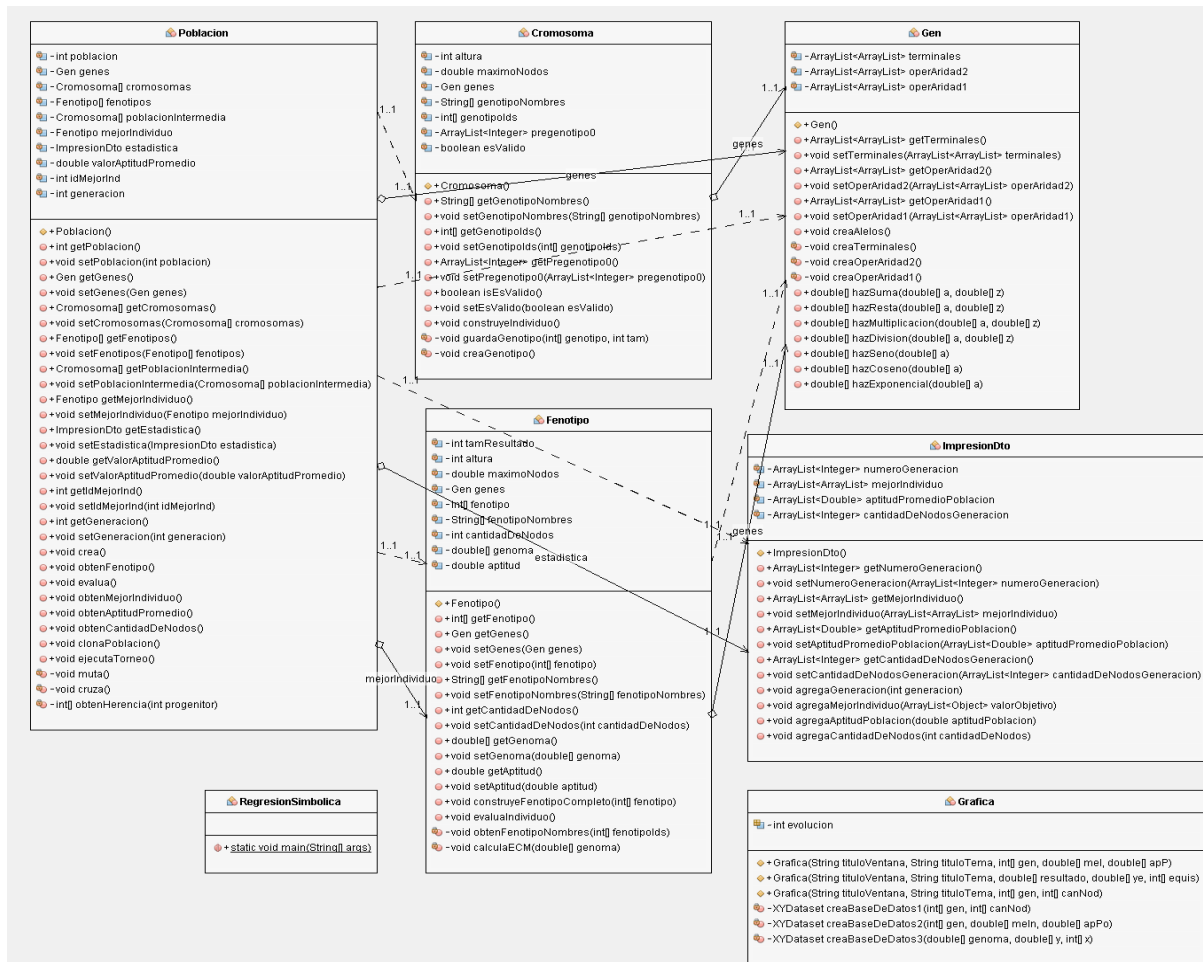 Poblacion
- int poblacion
- Gen genes
- Cromosoma[] cromosomas
- Fenotipo[] fenotipos
- Cromosoma[] poblacionIntermedia
- Fenotipo mejorIndividuo
- ImpresionDto estadistica
- double valorAptitudPromedio
- int idMejorInd
- int generacion
+ Poblacion()
+ int getPoblacion()
+ void setPoblacion(int poblacion)
+ Gen getGenes()
+ void setGenes(Gen genes)
+ Cromosoma[] getCromosomas()
+ void setCromosomas(Cromosoma[] cromosomas)
+ Fenotipo[] getFenotipos()
+ void setFenotipos(Fenotipo[] fenotipos)
+ Cromosoma[] getPoblacionIntermedia()
+ void setPoblacionIntermedia(Cromosoma[] poblacionIntermedia)
+ Fenotipo getMejorIndividuo()
+ void setMejorIndividuo(Fenotipo mejorIndividuo)
+ ImpresionDto getEstadistica()
+ void setEstadistica(ImpresionDto estadistica)
+ double getValorAptitudPromedio()
+ void setValorAptitudPromedio(double valorAptitudPromedio)
+ int getIdMejorInd()
+ void setIdMejorInd(int idMejorInd)
+ int getGeneracion()
+ void setGeneracion(int generacion)
+ void crea()
+ void obtenFenotipo()
+ void evalua()
+ void obtenMejorIndividuo()
+ void obtenAptitudPromedio()
+ void obtenCantidadDeNodos()
+ void clonaPoblacion()
+ void ejecutaTorneo()
- void muta()
- void cruza()
- int[] obtenHerencia(int progenitor)
Cromosoma
- int altura
- double maximoNodos
- Gen genes
- String[] genotipoNombres
- int[] genotipoIds
- ArrayList<Integer> pregenotipo0
- boolean esValido
+ Cromosoma()
+ String[] getGenotipoNombres()
+ void setGenotipoNombres(String[] genotipoNombres)
+ int[] getGenotipoIds()
+ void setGenotipoIds(int[] genotipoIds)
+ ArrayList<Integer> getPregenotipo0()
+ void setPregenotipo0(ArrayList<Integer> pregenotipo0)
+ boolean isEsValido()
+ void setEsValido(boolean esValido)
+ void construyeIndividuo()
- void guardaGenotipo(int[] genotipo, int tam)
- void creaGenotipo()
Gen
- ArrayList<ArrayList> terminales
- ArrayList<ArrayList> operAridad2
- ArrayList<ArrayList> operAridad1
+ Gen()
+ ArrayList<ArrayList> getTerminales()
+ void setTerminales(ArrayList<ArrayList> terminales)
+ ArrayList<ArrayList> getOperAridad2()
+ void setOperAridad2(ArrayList<ArrayList> operAridad2)
+ ArrayList<ArrayList> getOperAridad1()
+ void setOperAridad1(ArrayList<ArrayList> operAridad1)
+ void creaAlelos()
- void creaTerminales()
- void creaOperAridad2()
- void creaOperAridad1()
+ double[] hazSuma(double[] a, double[] z)
+ double[] hazResta(double[] a, double[] z)
+ double[] hazMultiplicacion(double[] a, double[] z)
+ double[] hazDivision(double[] a, double[] z)
+ double[] hazSeno(double[] a)
+ double[] hazCoseno(double[] a)
+ double[] hazExponencial(double[] a)
1..1
1..1
genes
genes
1..1
1..1
1..1
1..1
1..1
1..1
1..1
1..1
1..1
1..1
genes
estadistica
1..1
mejorIndividuo
1..1
Fenotipo
- int tamResultado
- int altura
- double maximoNodos
- Gen genes
- int[] fenotipo
- String[] fenotipoNombres
- int cantidadDeNodos
- double[] genoma
- double aptitud
+ Fenotipo()
+ int[] getFenotipo()
+ Gen getGenes()
+ void setGenes(Gen genes)
+ void setFenotipo(int[] fenotipo)
+ String[] getFenotipoNombres()
+ void setFenotipoNombres(String[] fenotipoNombres)
+ int getCantidadDeNodos()
+ void setCantidadDeNodos(int cantidadDeNodos)
+ double[] getGenoma()
+ void setGenoma(double[] genoma)
+ double getAptitud()
+ void setAptitud(double aptitud)
+ void construyeFenotipoCompleto(int[] fenotipo)
+ void evaluaIndividuo()
- void obtenFenotipoNombres(int[] fenotipoIds)
- void calculaECM(double[] genoma)
ImpresionDto
- ArrayList<Integer> numeroGeneracion
- ArrayList<ArrayList> mejorIndividuo
- ArrayList<Double> aptitudPromedioPoblacion
- ArrayList<Integer> cantidadDeNodosGeneracion
+ ImpresionDto()
+ ArrayList<Integer> getNumeroGeneracion()
+ void setNumeroGeneracion(ArrayList<Integer> numeroGeneracion)
+ ArrayList<ArrayList> getMejorIndividuo()
+ void setMejorIndividuo(ArrayList<ArrayList> mejorIndividuo)
+ ArrayList<Double> getAptitudPromedioPoblacion()
+ void setAptitudPromedioPoblacion(ArrayList<Double> aptitudPromedioPoblacion)
+ ArrayList<Integer> getCantidadDeNodosGeneracion()
+ void setCantidadDeNodosGeneracion(ArrayList<Integer> cantidadDeNodosGeneracion)
+ void agregaGeneracion(int generacion)
+ void agregaMejorIndividuo(ArrayList<Object> valorObjetivo)
+ void agregaAptitudPoblacion(double aptitudPoblacion)
+ void agregaCantidadDeNodos(int cantidadDeNodos)
RegresionSimbolica
+ static void main(String[] args)
Grafica
- int evolucion
+ Grafica(String tituloVentana, String tituloTema, int[] gen, double[] mel, double[] apP)
+ Grafica(String tituloVentana, String tituloTema, double[] resultado, double[] ye, int[] equis)
+ Grafica(String tituloVentana, String tituloTema, int[] gen, int[] canNod)
- XYDataset creaBaseDeDatos1(int[] gen, int[] canNod)
- XYDataset creaBaseDeDatos2(int[] gen, double[] meIn, double[] apPo)
- XYDataset creaBaseDeDatos3(double[] genoma, double[] y, int[] x)